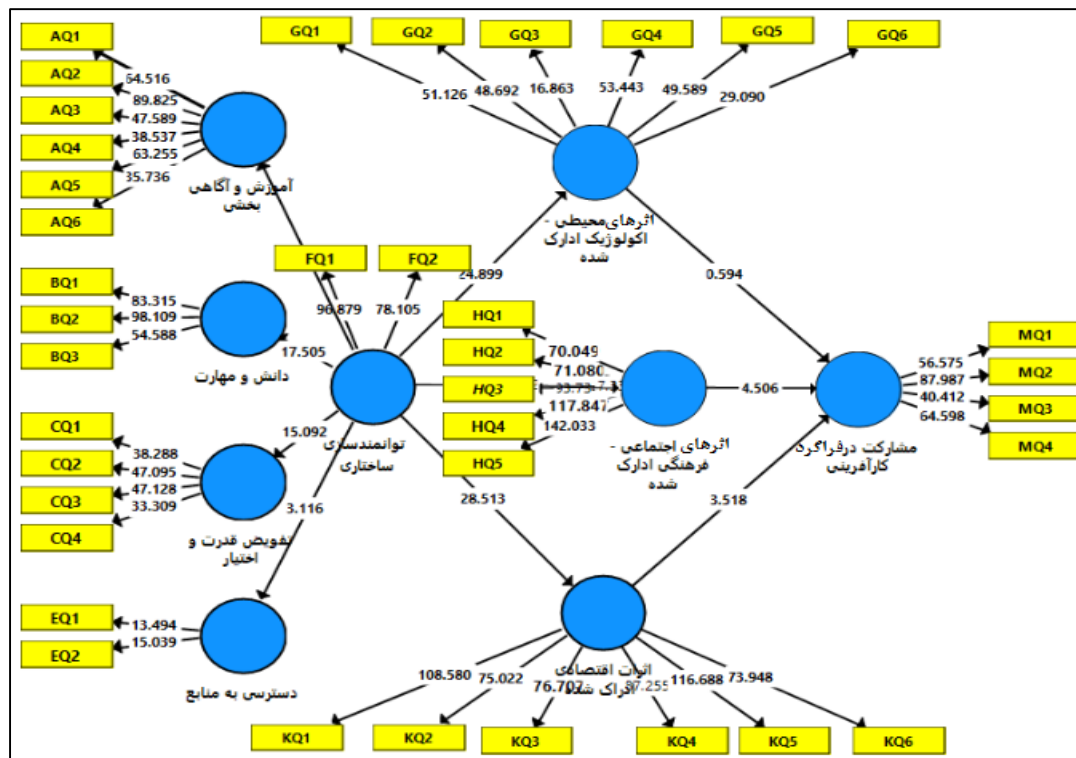 GQ1
GQ2
GQ3
GQ4
GQ5
GQ6
51.126
48.692
16.863
53.443
49.589
29.090
اثرهای محیطی -
اکولوژیک ادارک
شده
AQ1
AQ2
AQ3
AQ4
AQ5
AQ6
89.825
47.589
38.537
63.255
35.736
آموزش و آگاهی
بخشی
FQ1
FQ2
96.879
78.105
24.899
0.594
BQ1
BQ2
BQ3
83.315
98.109
54.588
17.505
دانش و مهارت
HQ1
HQ2
HQ3
HQ4
HQ5
70.049
71.080
117.847
142.033
4.506
اثرهای اجتماعی -
فرهنگی ادارک
شده
توانمندسازی
ساختاری
MQ1
MQ2
MQ3
MQ4
56.575
87.987
40.412
64.598
مشارکت درفراگرد
کارآفرینی
CQ1
CQ2
CQ3
CQ4
38.288
47.095
47.128
33.309
15.092
تفویض قدرت و
اختیار
3.116
28.513
3.518
EQ1
EQ2
13.494
15.039
دسترسی به منابع
اثرات اقتصادی
ادراک شده
108.580
75.022
76.707
116.688
73.948
KQ1
KQ2
KQ3
KQ4
KQ5
KQ6